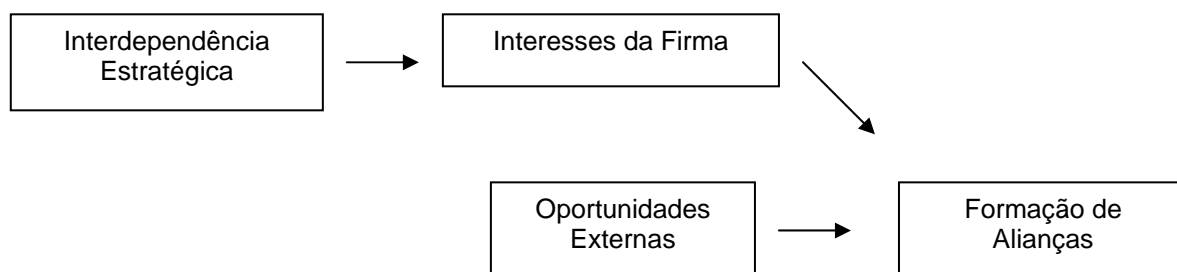 Interdependência
Estratégica
Interesses da Firma
Oportunidades
Externas
Formação de
Alianças